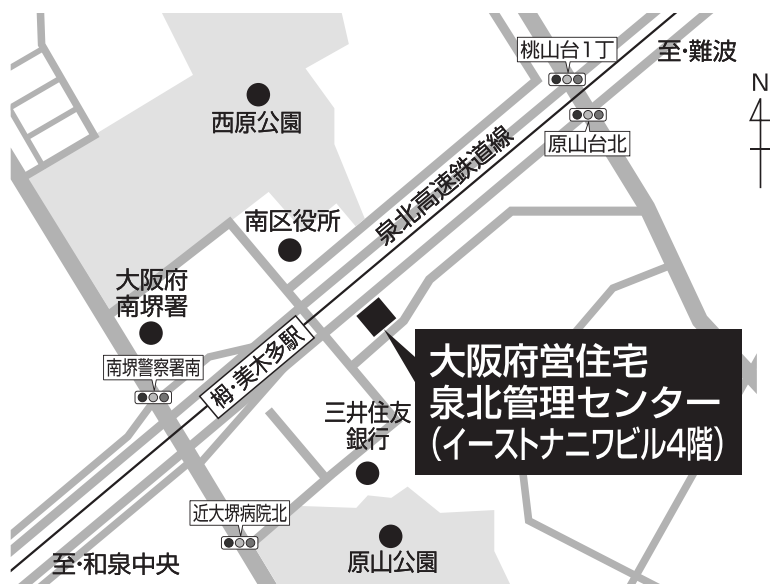 桃山台1丁
至・難波
N
西原公園
原山台北
泉北高速鉄道線
南区役所
大阪府
南堺署
南堺警察署南
栂・美木多駅
大阪府営住宅
泉北管理センター
（イーストナニワビル4階）
三井住友
銀行
近大堺病院北
原山公園
至・和泉中央